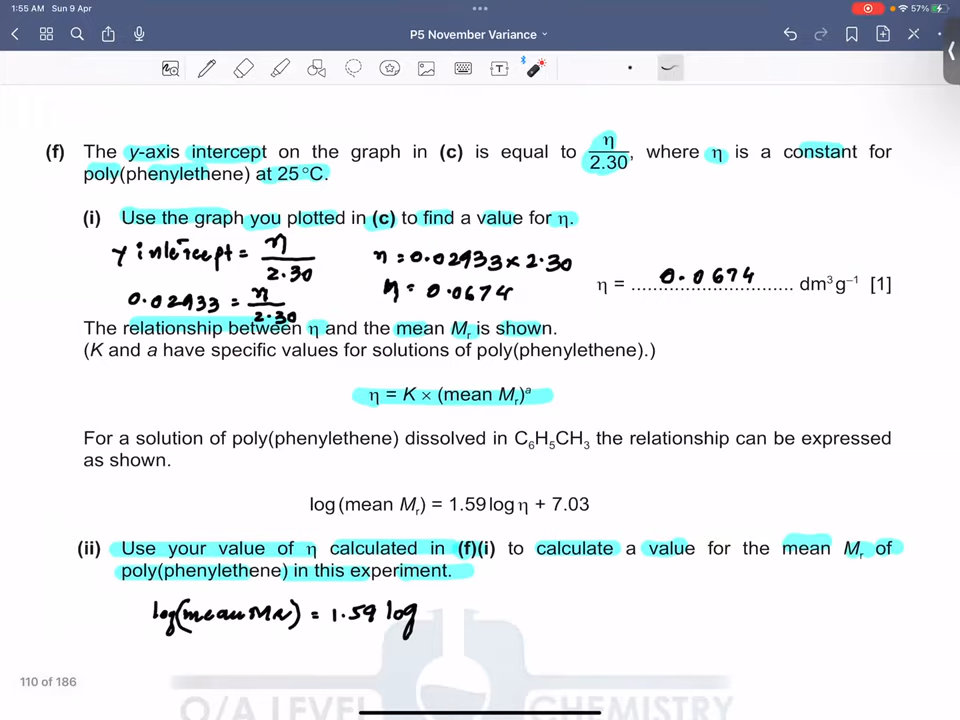 1:55 AM Sun 9 Apr
57%
P5 November Variance
(f) The y-axis intercept on the graph in (c) is equal to η/2.30, where η is a constant for
poly(phenylethene) at 25 °C.
(i) Use the graph you plotted in (c) to find a value for η.
Y intercept = η/2.30
η = 0.02933 × 2.30
0.02933 = η/2.30
η = 0.0674
η = 0.0674 dm³ g⁻¹ [1]
The relationship between η and the mean Mᵣ is shown.
(K and a have specific values for solutions of poly(phenylethene).)
η = K × (mean Mᵣ)ᵃ
For a solution of poly(phenylethene) dissolved in C₆H₅CH₃ the relationship can be expressed
as shown.
log (mean Mᵣ) = 1.59 log η + 7.03
(ii) Use your value of η calculated in (f)(i) to calculate a value for the mean Mᵣ of
poly(phenylethene) in this experiment.
log(mean Mr) = 1.59 log
110 of 186
O/A LEVEL CHEMISTRY